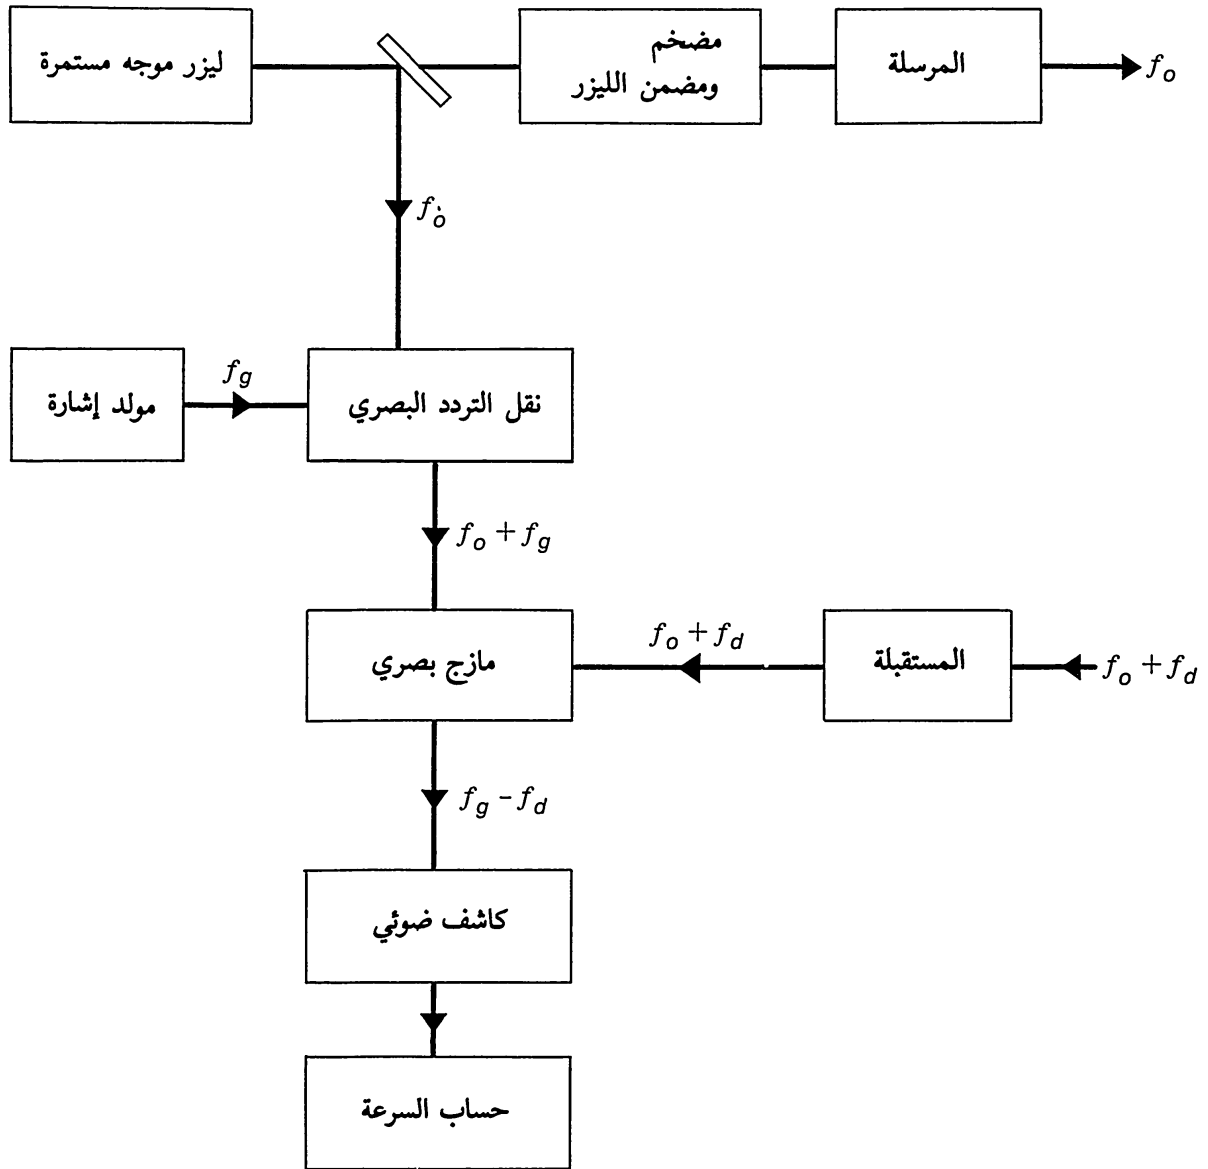 ليزر موجه مستمرة
مضخم
ومضمن الليزر
المرسلة
f_o
f_ȯ
مولد إشارة
f_g
نقل التردد البصري
f_o + f_g
مازج بصري
f_o + f_d
المستقبلة
f_o + f_d
f_g - f_d
كاشف ضوئي
حساب السرعة